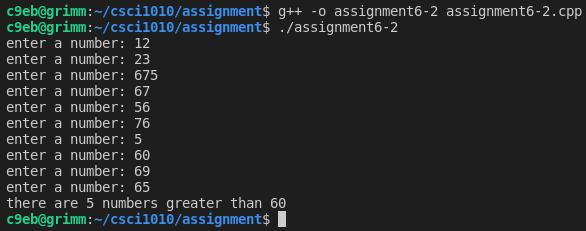 c9eb@grimm:~/csci1010/assignment$ g++ -o assignment6-2 assignment6-2.cpp
c9eb@grimm:~/csci1010/assignment$ ./assignment6-2
enter a number: 12
enter a number: 23
enter a number: 675
enter a number: 67
enter a number: 56
enter a number: 76
enter a number: 5
enter a number: 60
enter a number: 69
enter a number: 65
there are 5 numbers greater than 60
c9eb@grimm:~/csci1010/assignment$